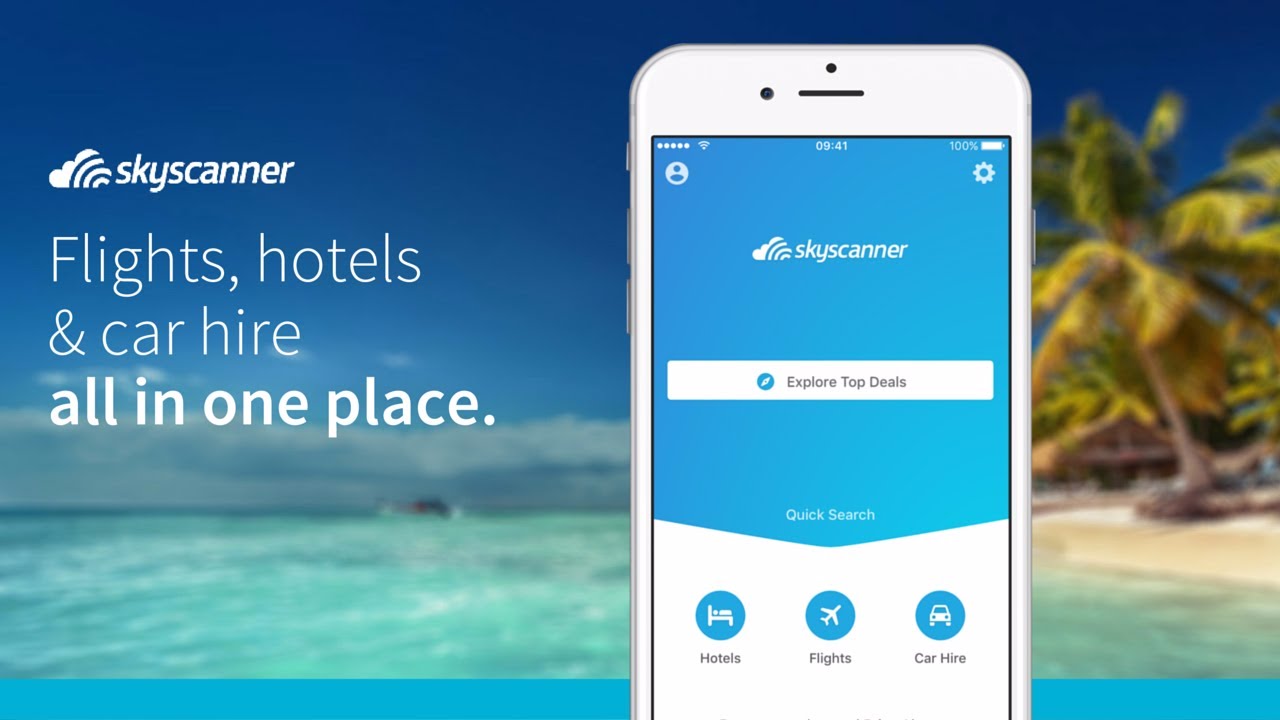 skyscanner
Flights, hotels
& car hire
all in one place.
09:41
100%
skyscanner
Explore Top Deals
Quick Search
Hotels
Flights
Car Hire